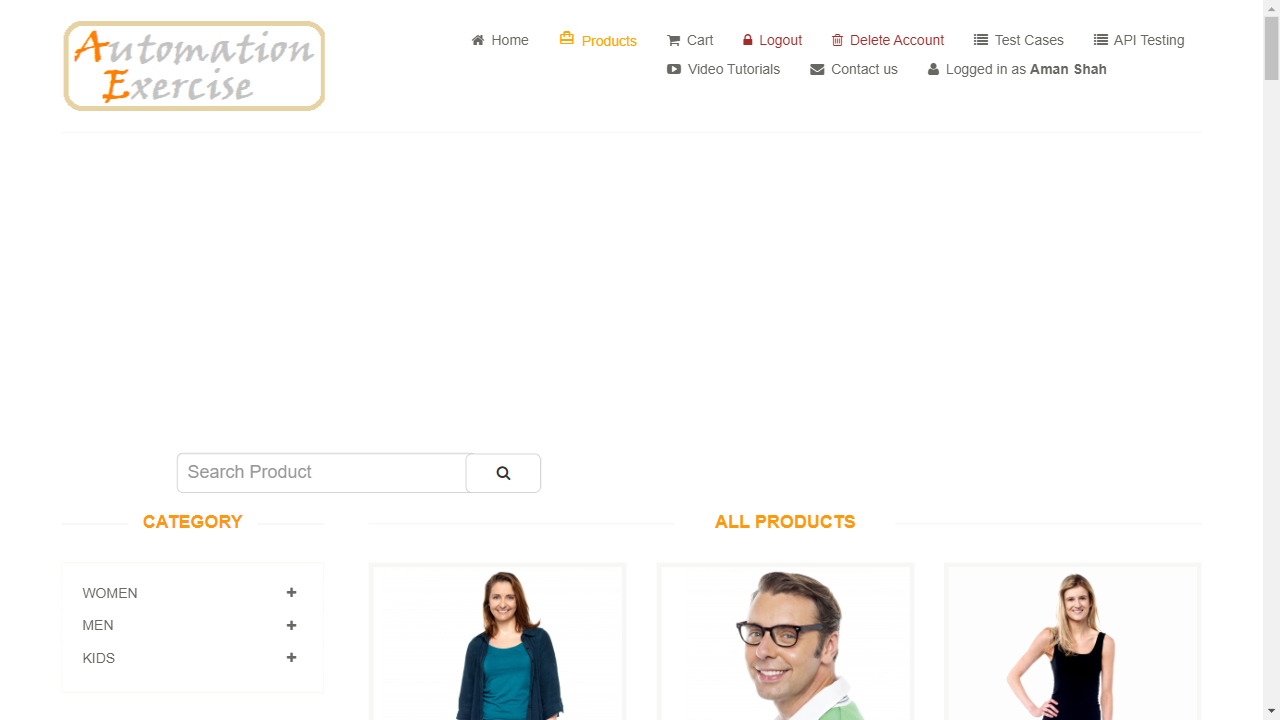 Automation
Exercise
Home Products Cart Logout Delete Account Test Cases API Testing
Video Tutorials Contact us Logged in as Aman Shah
Search Product
CATEGORY
ALL PRODUCTS
WOMEN
MEN
KIDS